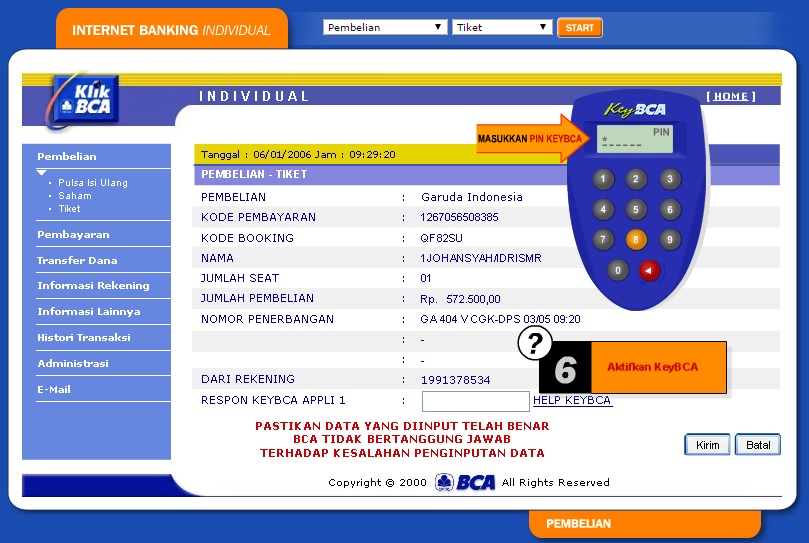 INTERNET BANKING INDIVIDUAL
Pembelian
Tiket
START
Klik
BCA
INDIVIDUAL
[ HOME ]
Pembelian
Pulsa Isi Ulang
Saham
Tiket
Pembayaran
Transfer Dana
Informasi Rekening
Informasi Lainnya
Histori Transaksi
Administrasi
E-Mail
Tanggal : 06/01/2006 Jam : 09:29:20
PEMBELIAN - TIKET
PEMBELIAN : Garuda Indonesia
KODE PEMBAYARAN : 1267056508385
KODE BOOKING : QF82SU
NAMA : 1JOHANSYAH/IDRISMR
JUMLAH SEAT : 01
JUMLAH PEMBELIAN : Rp. 572.500,00
NOMOR PENERBANGAN : GA 404 V CGK-DPS 03/05 09:20
: -
: -
DARI REKENING : 1991378534
RESPON KEYBCA APPLI 1 : HELP KEYBCA
PASTIKAN DATA YANG DIINPUT TELAH BENAR
BCA TIDAK BERTANGGUNG JAWAB
TERHADAP KESALAHAN PENGINPUTAN DATA
Kirim Batal
KeyBCA
MASUKKAN PIN KEYBCA
PIN
*_____
1 2 3
4 5 6
7 8 9
0
?
6 Aktifkan KeyBCA
Copyright © 2000 BCA All Rights Reserved
PEMBELIAN